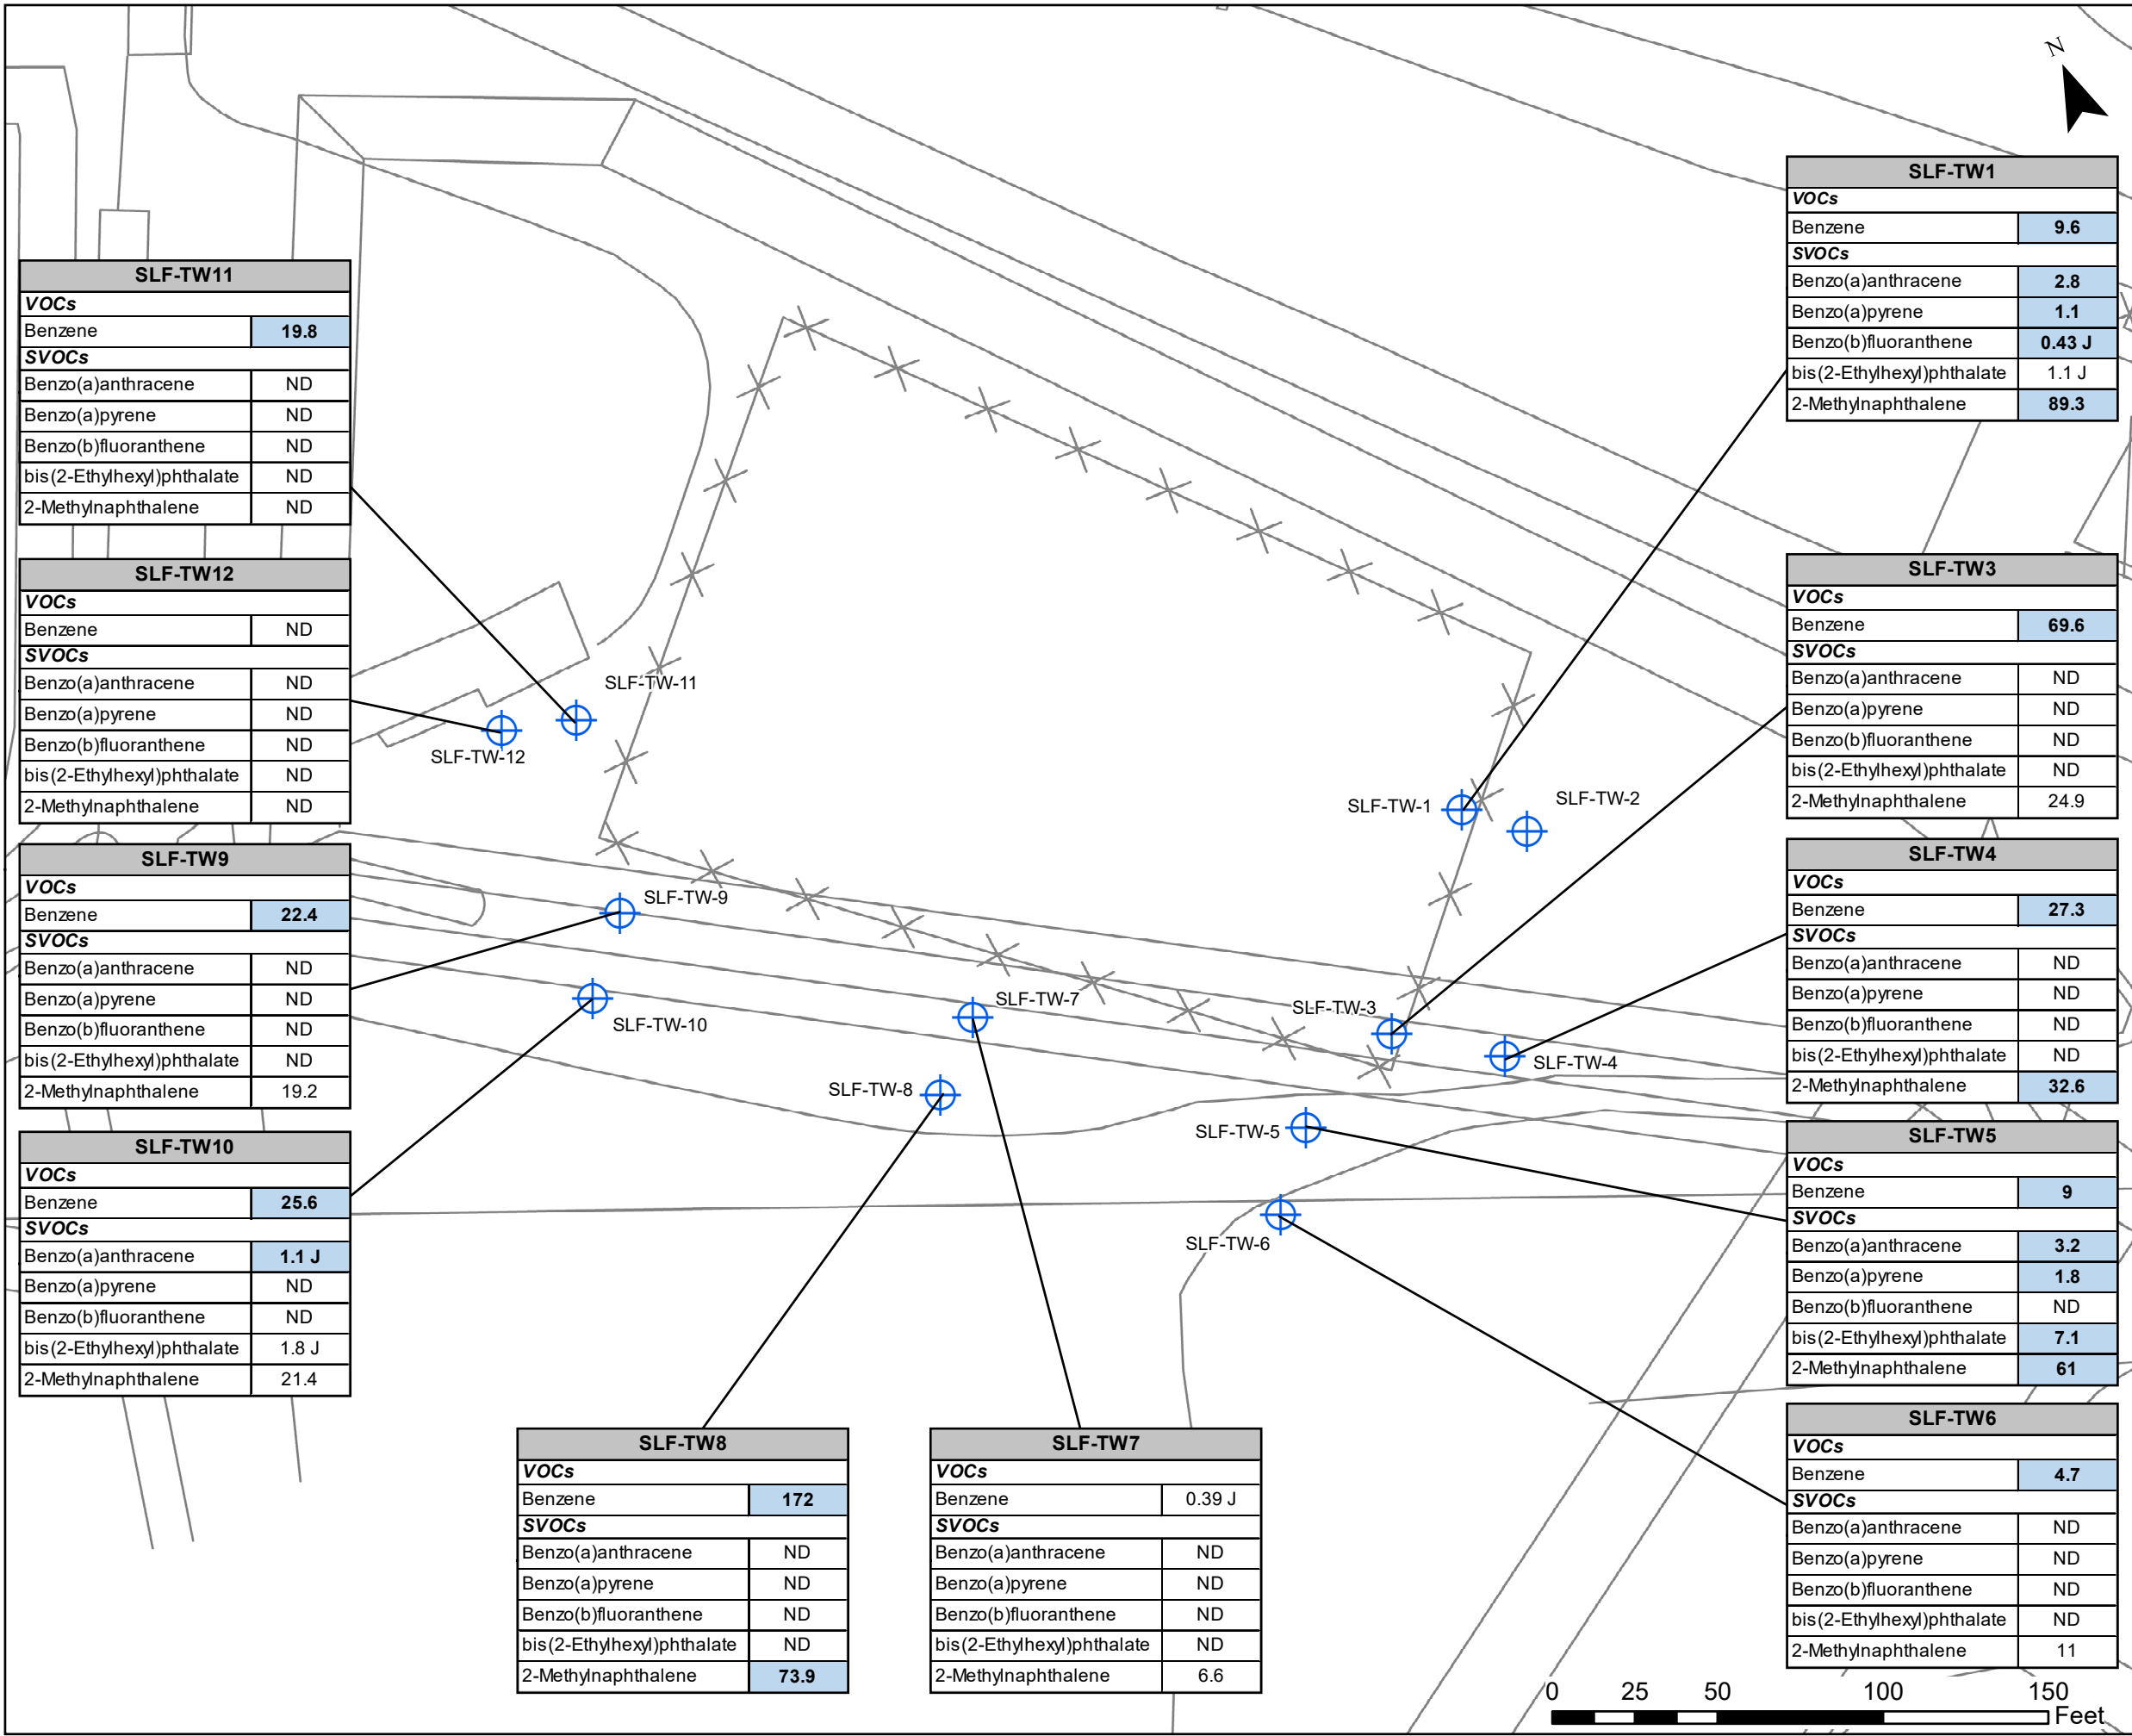 N
SLF-TW1
VOCs
Benzene 9.6
SVOCs
Benzo(a)anthracene 2.8
Benzo(a)pyrene 1.1
Benzo(b)fluoranthene 0.43 J
bis(2-Ethylhexyl)phthalate 1.1 J
2-Methylnaphthalene 89.3
SLF-TW11
VOCs
Benzene 19.8
SVOCs
Benzo(a)anthracene ND
Benzo(a)pyrene ND
Benzo(b)fluoranthene ND
bis(2-Ethylhexyl)phthalate ND
2-Methylnaphthalene ND
SLF-TW12
VOCs
Benzene ND
SVOCs
Benzo(a)anthracene ND
Benzo(a)pyrene ND
Benzo(b)fluoranthene ND
bis(2-Ethylhexyl)phthalate ND
2-Methylnaphthalene ND
SLF-TW3
VOCs
Benzene 69.6
SVOCs
Benzo(a)anthracene ND
Benzo(a)pyrene ND
Benzo(b)fluoranthene ND
bis(2-Ethylhexyl)phthalate ND
2-Methylnaphthalene 24.9
SLF-TW-11
SLF-TW-12
SLF-TW-1
SLF-TW-2
SLF-TW9
VOCs
Benzene 22.4
SVOCs
Benzo(a)anthracene ND
Benzo(a)pyrene ND
Benzo(b)fluoranthene ND
bis(2-Ethylhexyl)phthalate ND
2-Methylnaphthalene 19.2
SLF-TW4
VOCs
Benzene 27.3
SVOCs
Benzo(a)anthracene ND
Benzo(a)pyrene ND
Benzo(b)fluoranthene ND
bis(2-Ethylhexyl)phthalate ND
2-Methylnaphthalene 32.6
SLF-TW-9
SLF-TW-10
SLF-TW-7
SLF-TW-3
SLF-TW-4
SLF-TW-8
SLF-TW-5
SLF-TW-6
SLF-TW10
VOCs
Benzene 25.6
SVOCs
Benzo(a)anthracene 1.1 J
Benzo(a)pyrene ND
Benzo(b)fluoranthene ND
bis(2-Ethylhexyl)phthalate 1.8 J
2-Methylnaphthalene 21.4
SLF-TW5
VOCs
Benzene 9
SVOCs
Benzo(a)anthracene 3.2
Benzo(a)pyrene 1.8
Benzo(b)fluoranthene ND
bis(2-Ethylhexyl)phthalate 7.1
2-Methylnaphthalene 61
SLF-TW8
VOCs
Benzene 172
SVOCs
Benzo(a)anthracene ND
Benzo(a)pyrene ND
Benzo(b)fluoranthene ND
bis(2-Ethylhexyl)phthalate ND
2-Methylnaphthalene 73.9
SLF-TW7
VOCs
Benzene 0.39 J
SVOCs
Benzo(a)anthracene ND
Benzo(a)pyrene ND
Benzo(b)fluoranthene ND
bis(2-Ethylhexyl)phthalate ND
2-Methylnaphthalene 6.6
SLF-TW6
VOCs
Benzene 4.7
SVOCs
Benzo(a)anthracene ND
Benzo(a)pyrene ND
Benzo(b)fluoranthene ND
bis(2-Ethylhexyl)phthalate ND
2-Methylnaphthalene 11
0 25 50 100 150
Feet